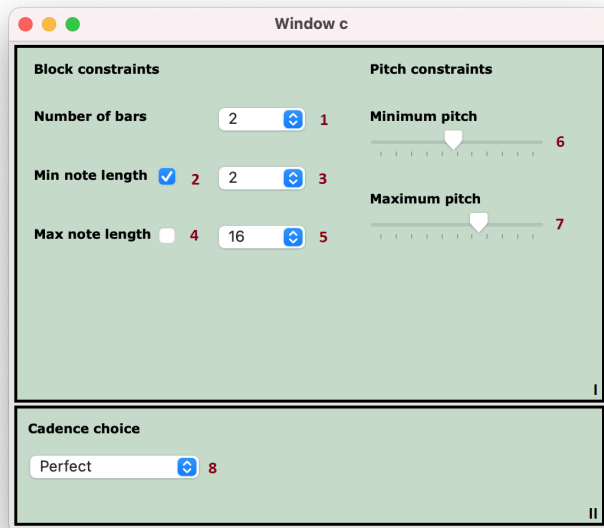 Window c
Block constraints
Pitch constraints
Number of bars 2 1
Minimum pitch
6
Min note length 2 2 3
Maximum pitch
7
Max note length 4 16 5
I
Cadence choice
Perfect 8
II